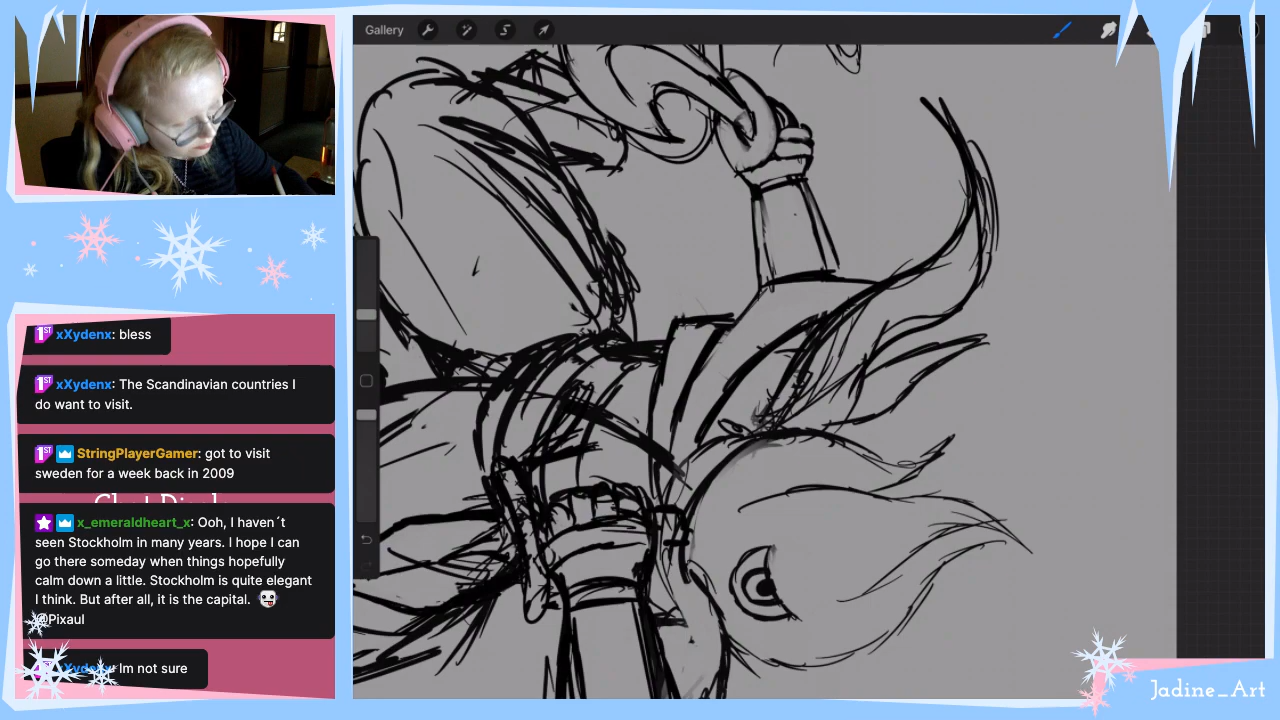 Gallery
xXydenx: bless
xXydenx: The Scandinavian countries I
do want to visit.
StringPlayerGamer: got to visit
sweden for a week back in 2009
x_emeraldheart_x: Ooh, I haven´t
seen Stockholm in many years. I hope I can
go there someday when things hopefully
calm down a little. Stockholm is quite elegant
I think. But after all, it is the capital.
@Pixaul
xXydenx: Im not sure
Jadine_Art